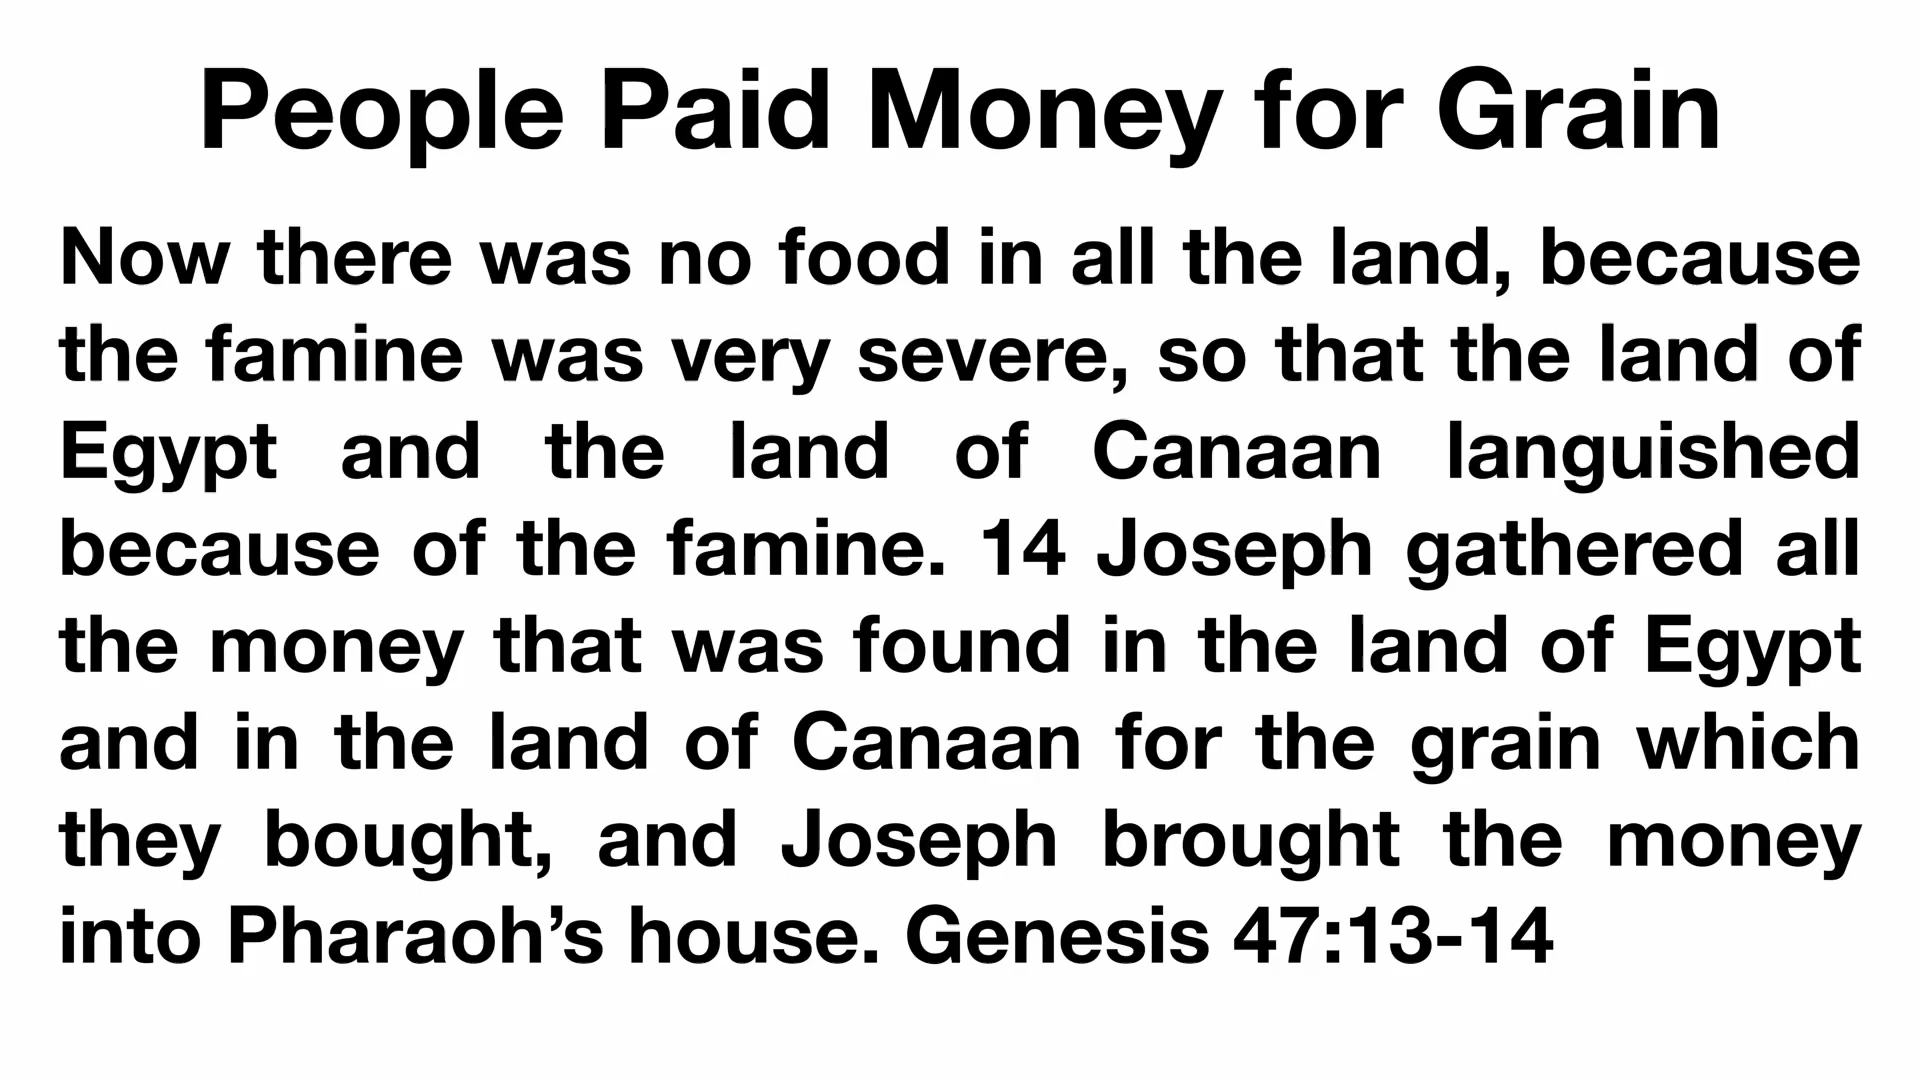 People Paid Money for Grain
Now there was no food in all the land, because
the famine was very severe, so that the land of
Egypt and the land of Canaan languished
because of the famine. 14 Joseph gathered all
the money that was found in the land of Egypt
and in the land of Canaan for the grain which
they bought, and Joseph brought the money
into Pharaoh’s house. Genesis 47:13-14